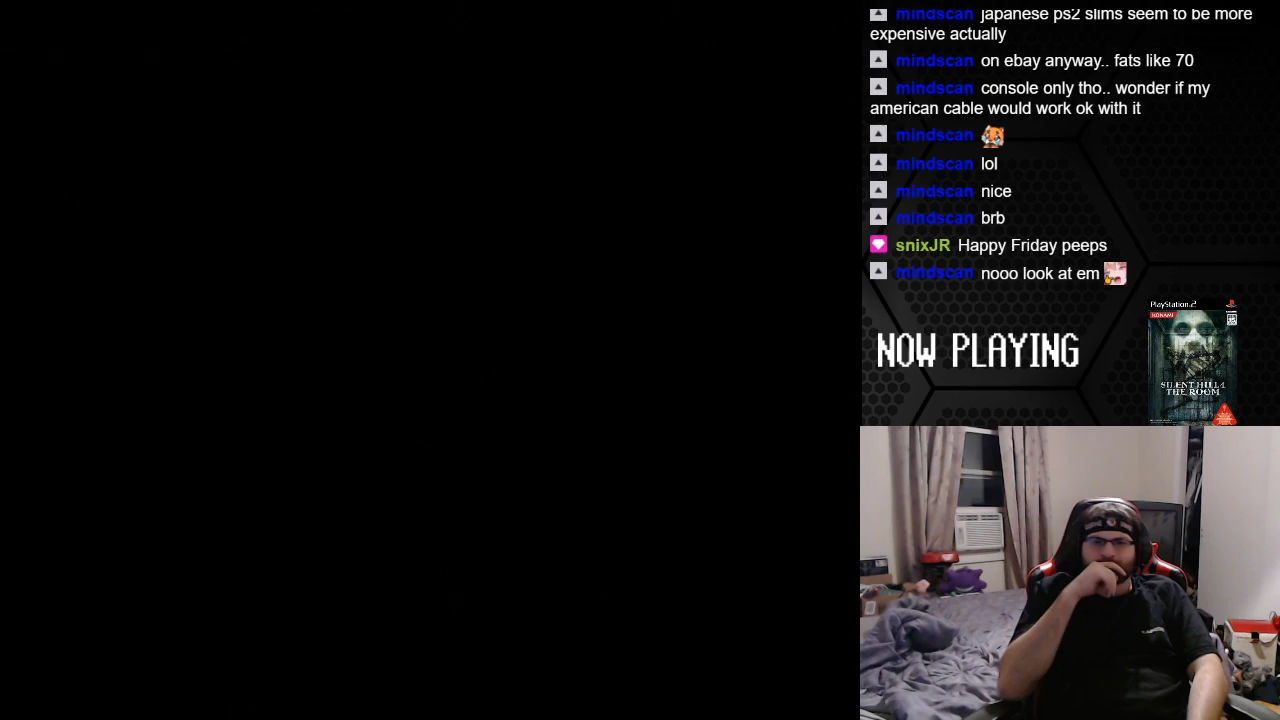 mindscan japanese ps2 slims seem to be more
expensive actually
mindscan on ebay anyway.. fats like 70
mindscan console only tho.. wonder if my
american cable would work ok with it
mindscan
mindscan lol
mindscan nice
mindscan brb
snixJR Happy Friday peeps
mindscan nooo look at em
NOW PLAYING
PlayStation 2
KONAMI
SILENT HILL 4
THE ROOM